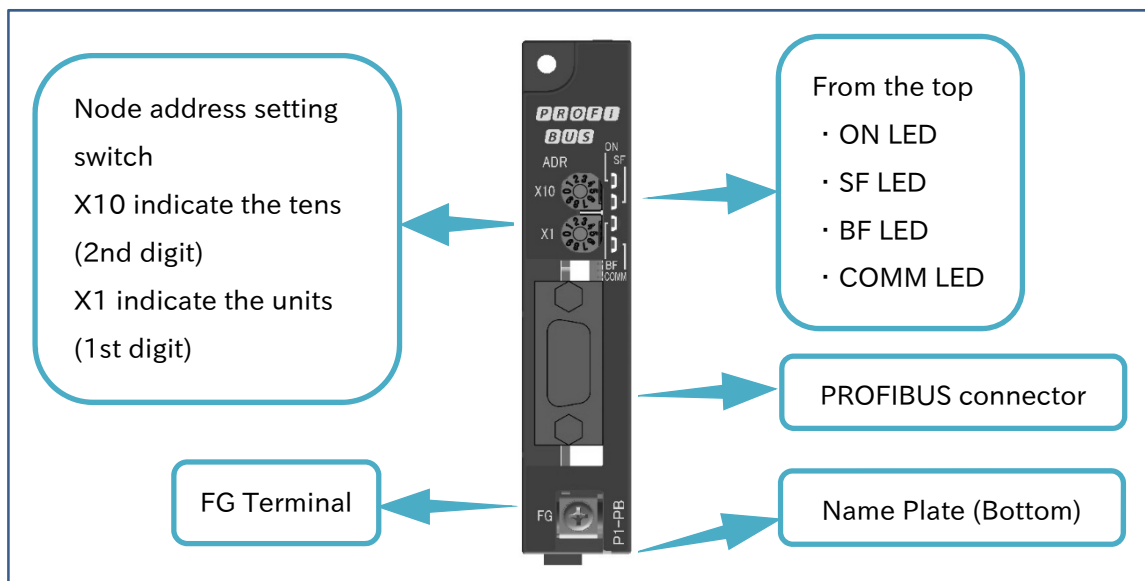 Node address setting
switch
X10 indicate the tens
(2nd digit)
X1 indicate the units
(1st digit)
FG Terminal
PROFI
BUS
ON
SF
ADR
X10
X1
BF
COMM
FG
P1-PB
From the top
・ON LED
・SF LED
・BF LED
・COMM LED
PROFIBUS connector
Name Plate (Bottom)